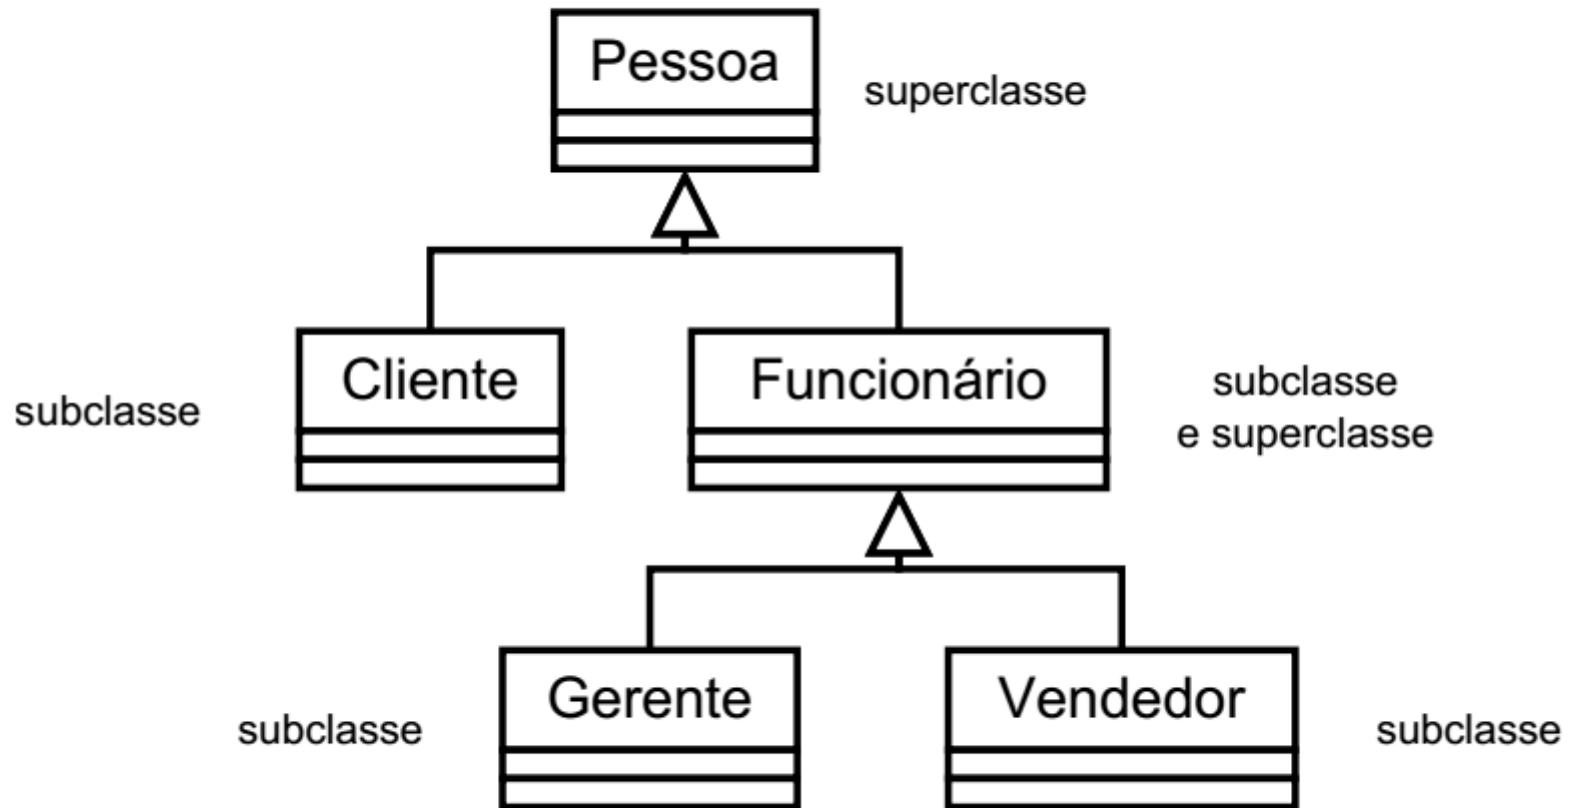 Pessoa
superclasse
Cliente
subclasse
Funcionário
subclasse
e superclasse
Gerente
subclasse
Vendedor
subclasse